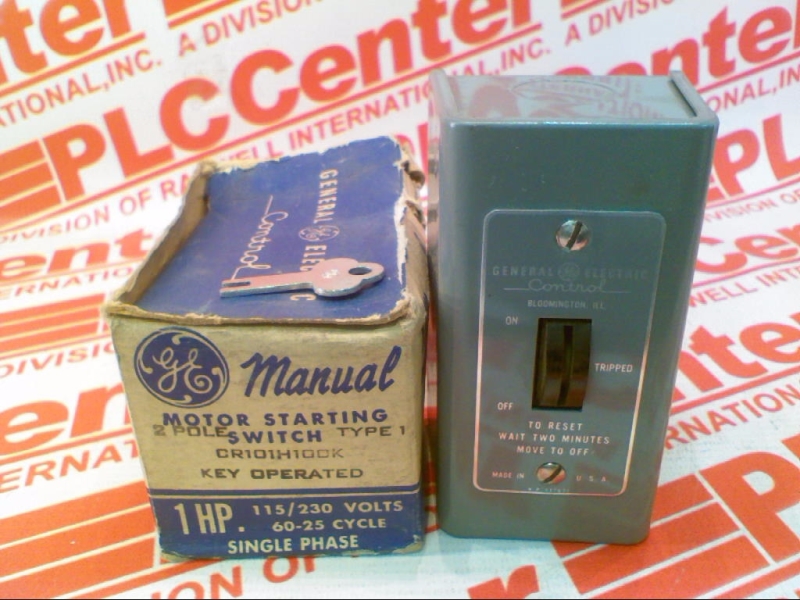 PLCCenter
A DIVISION OF RADWELL INTERNATIONAL, INC.
GENERAL GE ELECTRIC
Control
GE
Manual
MOTOR STARTING
SWITCH
2 POLE TYPE 1
CR101H100K
KEY OPERATED
1 HP. 115/230 VOLTS
60-25 CYCLE
SINGLE PHASE
GENERAL GE ELECTRIC
Control
BLOOMINGTON, ILL.
ON
TRIPPED
OFF
TO RESET
WAIT TWO MINUTES
MOVE TO OFF
MADE IN U.S.A.